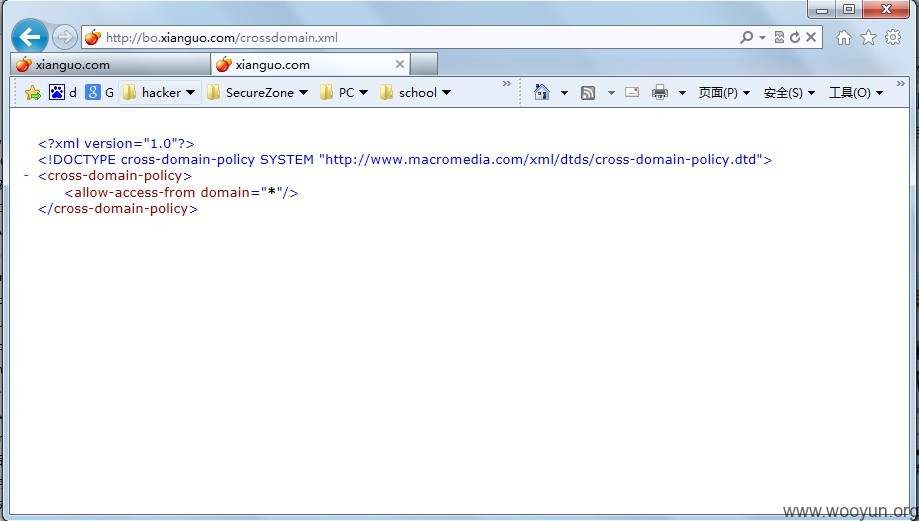 http://bo.xianguo.com/crossdomain.xml
xianguo.com
xianguo.com
d G hacker SecureZone PC school » 页面(P) 安全(S) 工具(O) »
<?xml version="1.0"?>
<!DOCTYPE cross-domain-policy SYSTEM "http://www.macromedia.com/xml/dtds/cross-domain-policy.dtd">
- <cross-domain-policy>
<allow-access-from domain="*"/>
</cross-domain-policy>
www.wooyun.org